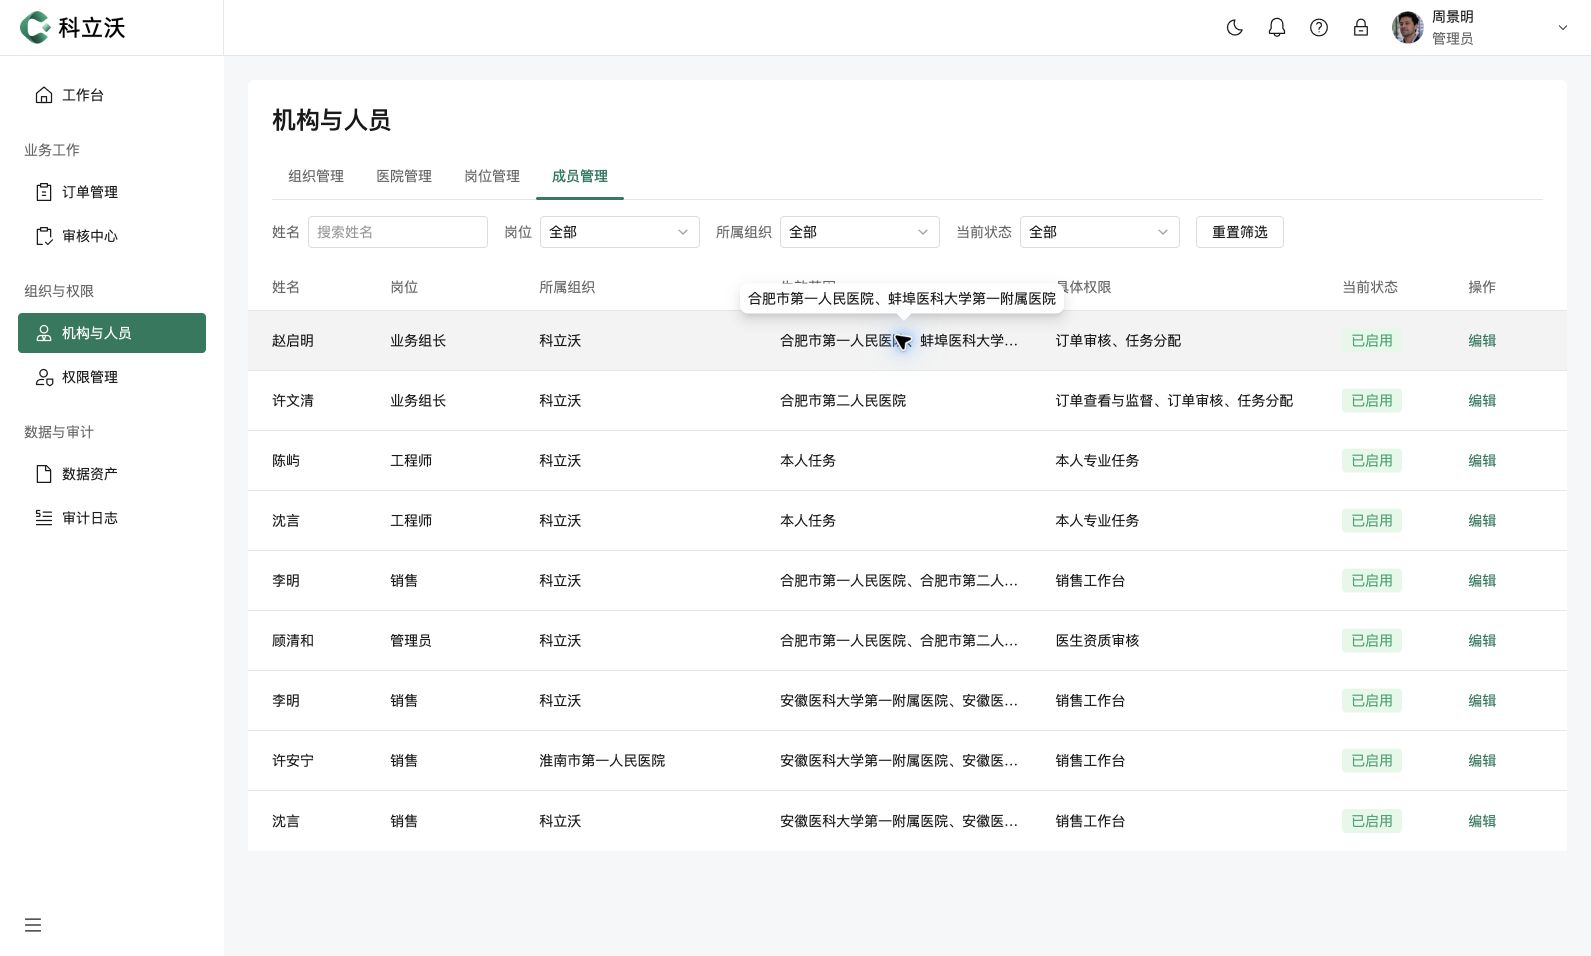 科立沃
周景明
管理员
工作台
业务工作
订单管理
审核中心
组织与权限
机构与人员
权限管理
数据与审计
数据资产
审计日志
机构与人员
组织管理 医院管理 岗位管理 成员管理
姓名 搜索姓名 岗位 全部 所属组织 全部 当前状态 全部 重置筛选
姓名 岗位 所属组织 具体权限 当前状态 操作
合肥市第一人民医院、蚌埠医科大学第一附属医院
赵启明 业务组长 科立沃 合肥市第一人民医院、蚌埠医科大学... 订单审核、任务分配 已启用 编辑
许文清 业务组长 科立沃 合肥市第二人民医院 订单查看与监督、订单审核、任务分配 已启用 编辑
陈屿 工程师 科立沃 本人任务 本人专业任务 已启用 编辑
沈言 工程师 科立沃 本人任务 本人专业任务 已启用 编辑
李明 销售 科立沃 合肥市第一人民医院、合肥市第二人... 销售工作台 已启用 编辑
顾清和 管理员 科立沃 合肥市第一人民医院、合肥市第二人... 医生资质审核 已启用 编辑
李明 销售 科立沃 安徽医科大学第一附属医院、安徽医... 销售工作台 已启用 编辑
许安宁 销售 淮南市第一人民医院 安徽医科大学第一附属医院、安徽医... 销售工作台 已启用 编辑
沈言 销售 科立沃 安徽医科大学第一附属医院、安徽医... 销售工作台 已启用 编辑